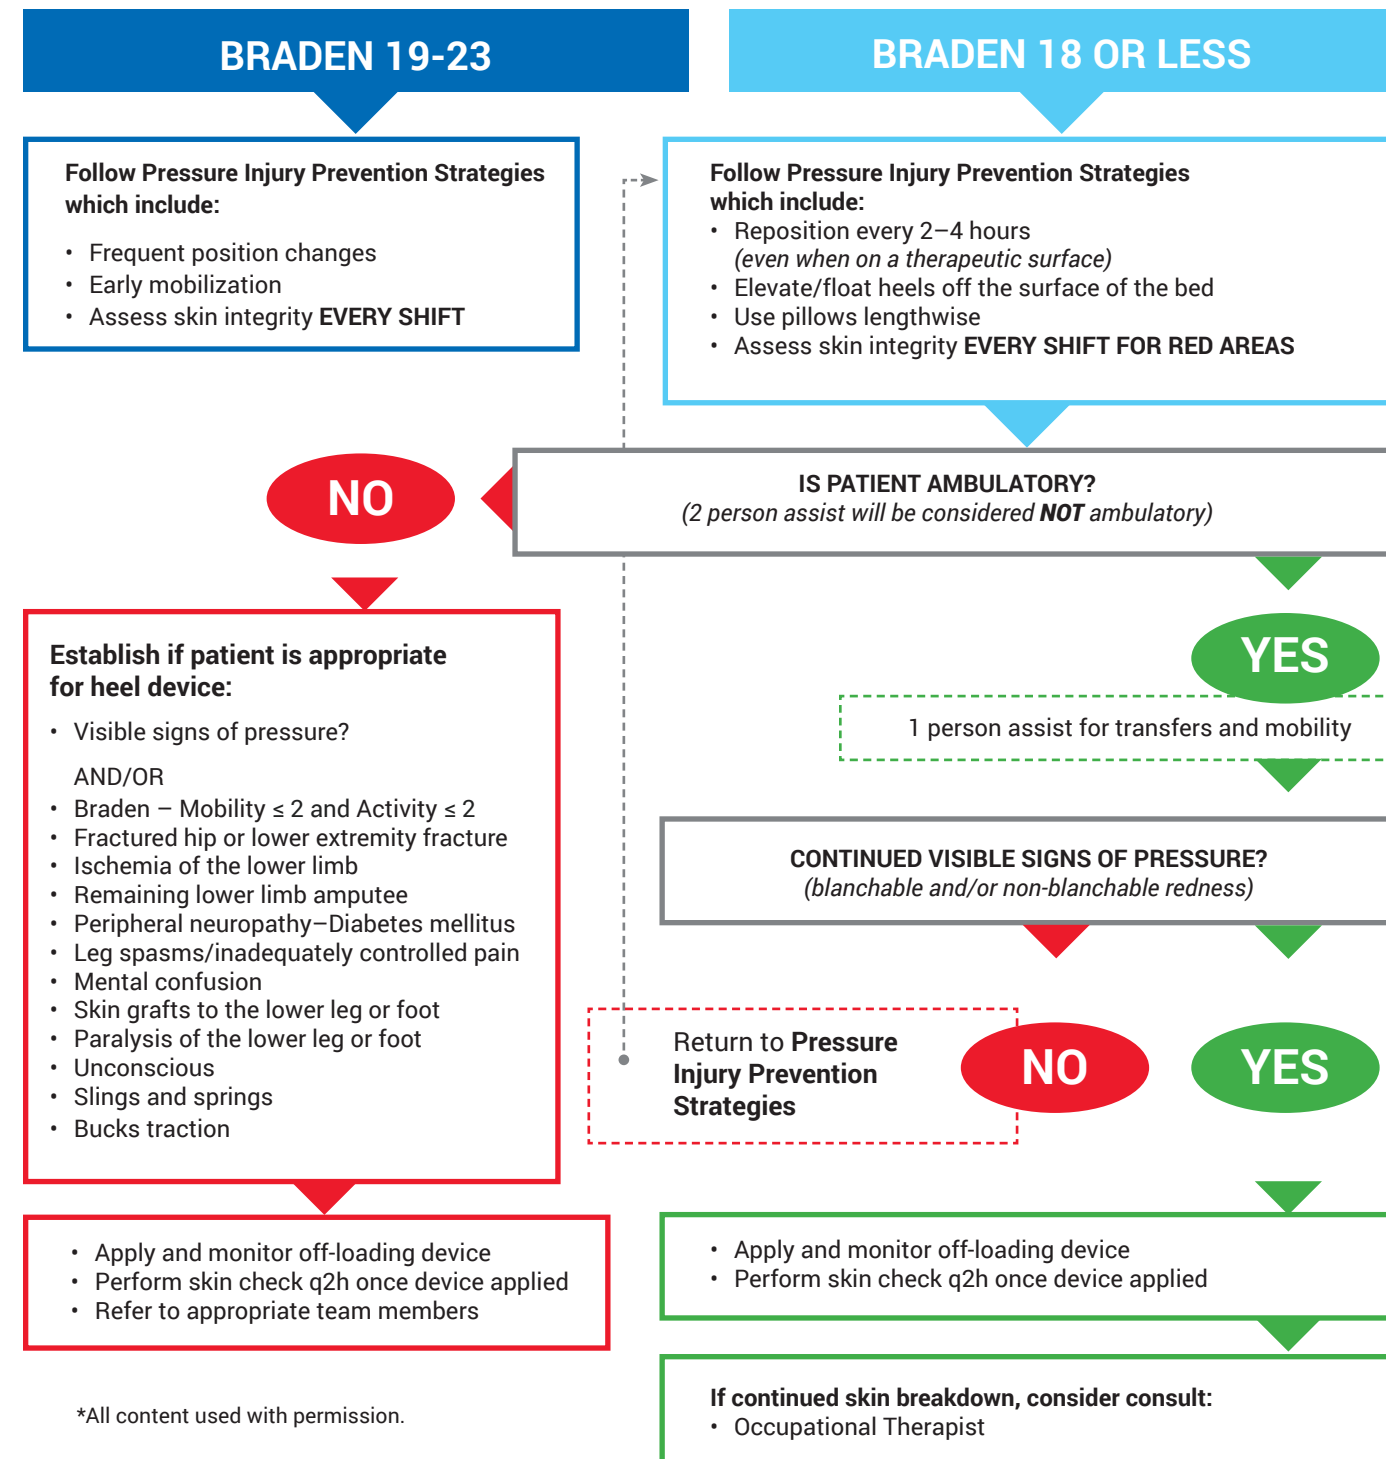 BRADEN 19-23
Follow Pressure Injury Prevention Strategies
which include:
• Frequent position changes
• Early mobilization
• Assess skin integrity EVERY SHIFT
BRADEN 18 OR LESS
Follow Pressure Injury Prevention Strategies
which include:
• Reposition every 2–4 hours
(even when on a therapeutic surface)
• Elevate/float heels off the surface of the bed
• Use pillows lengthwise
• Assess skin integrity EVERY SHIFT FOR RED AREAS
IS PATIENT AMBULATORY?
(2 person assist will be considered NOT ambulatory)
NO
Establish if patient is appropriate
for heel device:
• Visible signs of pressure?
AND/OR
• Braden – Mobility ≤ 2 and Activity ≤ 2
• Fractured hip or lower extremity fracture
• Ischemia of the lower limb
• Remaining lower limb amputee
• Peripheral neuropathy–Diabetes mellitus
• Leg spasms/inadequately controlled pain
• Mental confusion
• Skin grafts to the lower leg or foot
• Paralysis of the lower leg or foot
• Unconscious
• Slings and springs
• Bucks traction
• Apply and monitor off-loading device
• Perform skin check q2h once device applied
• Refer to appropriate team members
YES
1 person assist for transfers and mobility
CONTINUED VISIBLE SIGNS OF PRESSURE?
(blanchable and/or non-blanchable redness)
Return to Pressure
Injury Prevention
Strategies
NO
YES
• Apply and monitor off-loading device
• Perform skin check q2h once device applied
If continued skin breakdown, consider consult:
• Occupational Therapist
*All content used with permission.